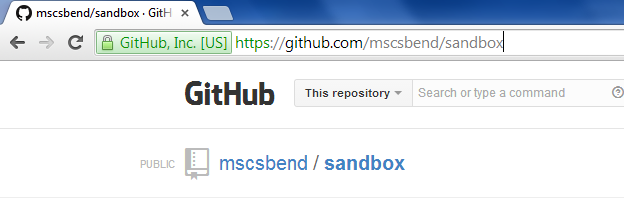 mscsbend/sandbox · GitH
GitHub, Inc. [US] https://github.com/mscsbend/sandbox
GitHub This repository Search or type a command
PUBLIC mscsbend / sandbox